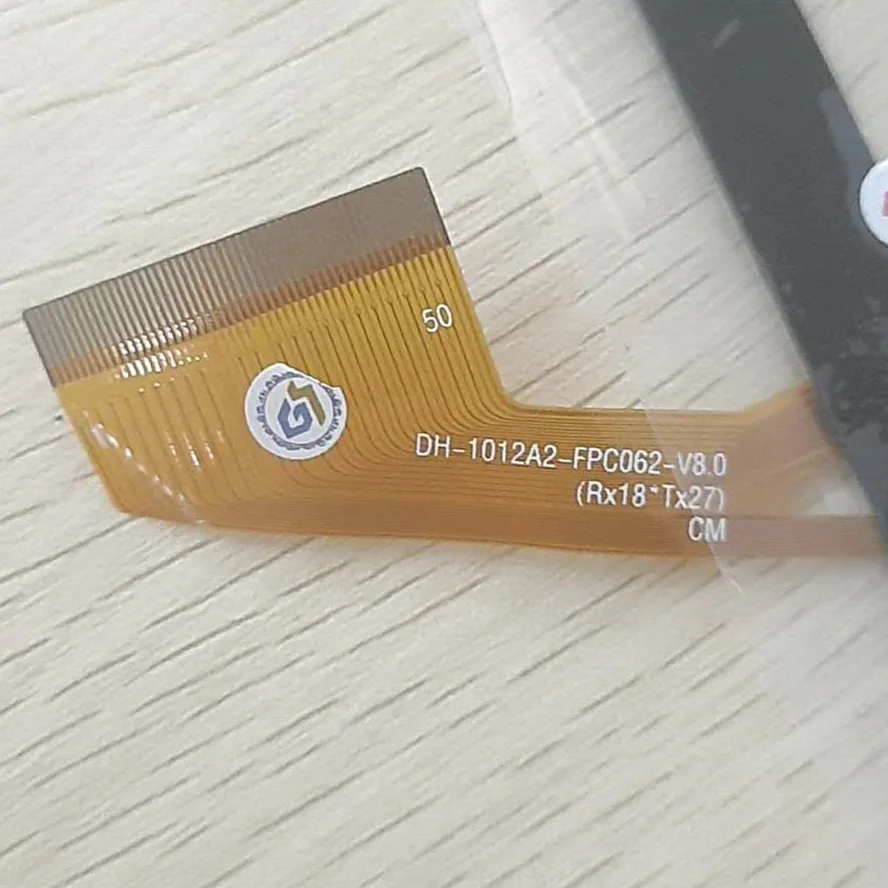 50
DH-1012A2-FPC062-V8.0
(Rx18*Tx27)
CM